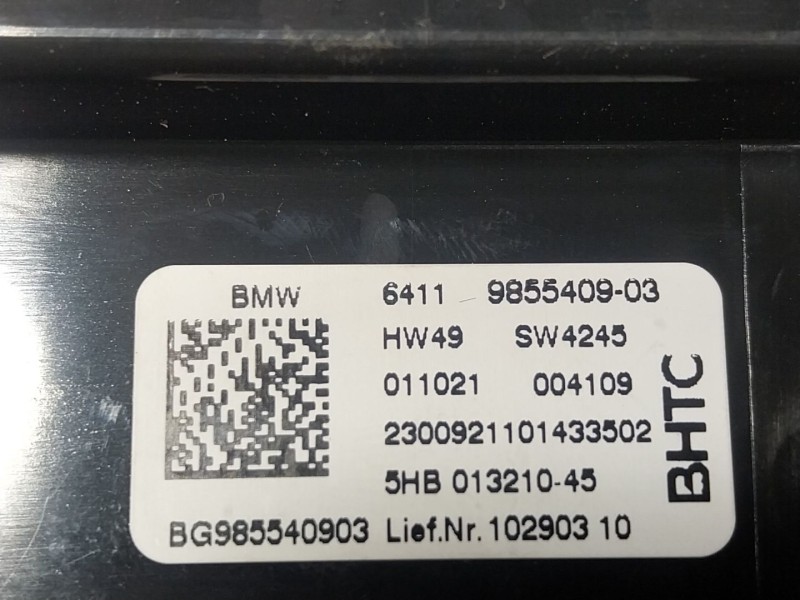 BMW 6411 9855409-03
HW49 SW4245
011021 004109
2300921101433502
5HB 013210-45
BG985540903 Lief.Nr.102903 10
BHTC